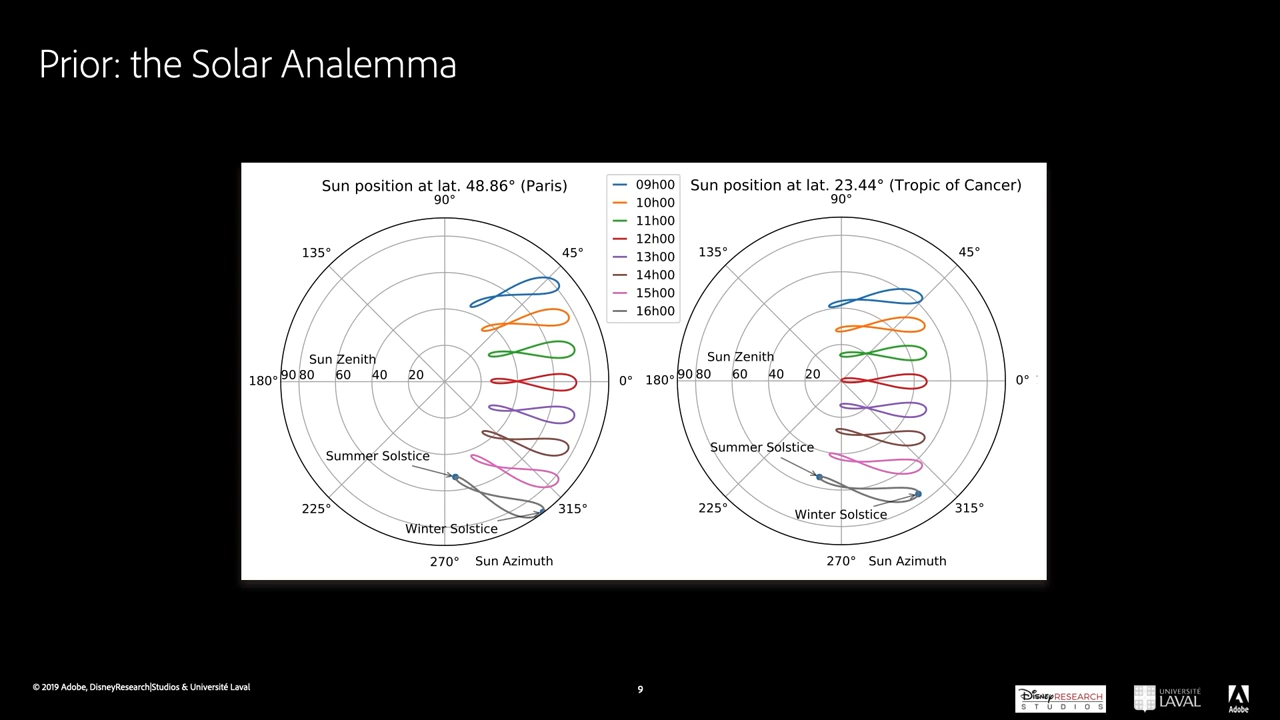 Prior: the Solar Analemma
Sun position at lat. 48.86° (Paris)
90°
135°
45°
Sun Zenith
180°
90 80 60 40 20
0°
Summer Solstice
Winter Solstice
225°
315°
270°
Sun Azimuth
09h00
10h00
11h00
12h00
13h00
14h00
15h00
16h00
Sun position at lat. 23.44° (Tropic of Cancer)
90°
135°
45°
Sun Zenith
180°
90 80 60 40 20
0°
Summer Solstice
Winter Solstice
225°
315°
270°
Sun Azimuth
© 2019 Adobe, DisneyResearch|Studios & Université Laval
9
Disney RESEARCH
STUDIOS
UNIVERSITÉ
LAVAL
Adobe